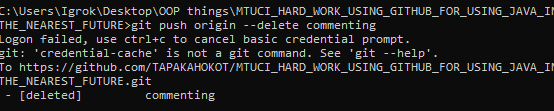 C:\Users\Igrok\Desktop\OOP things\MTUCI_HARD_WORK_USING_GITHUB_FOR_USING_JAVA_IN
THE_NEAREST_FUTURE>git push origin --delete commenting
Logon failed, use ctrl+c to cancel basic credential prompt.
git: 'credential-cache' is not a git command. See 'git --help'.
To https://github.com/TAPAKAHOKOT/MTUCI_HARD_WORK_USING_GITHUB_FOR_USING_JAVA_IN
THE_NEAREST_FUTURE.git
 - [deleted]         commenting